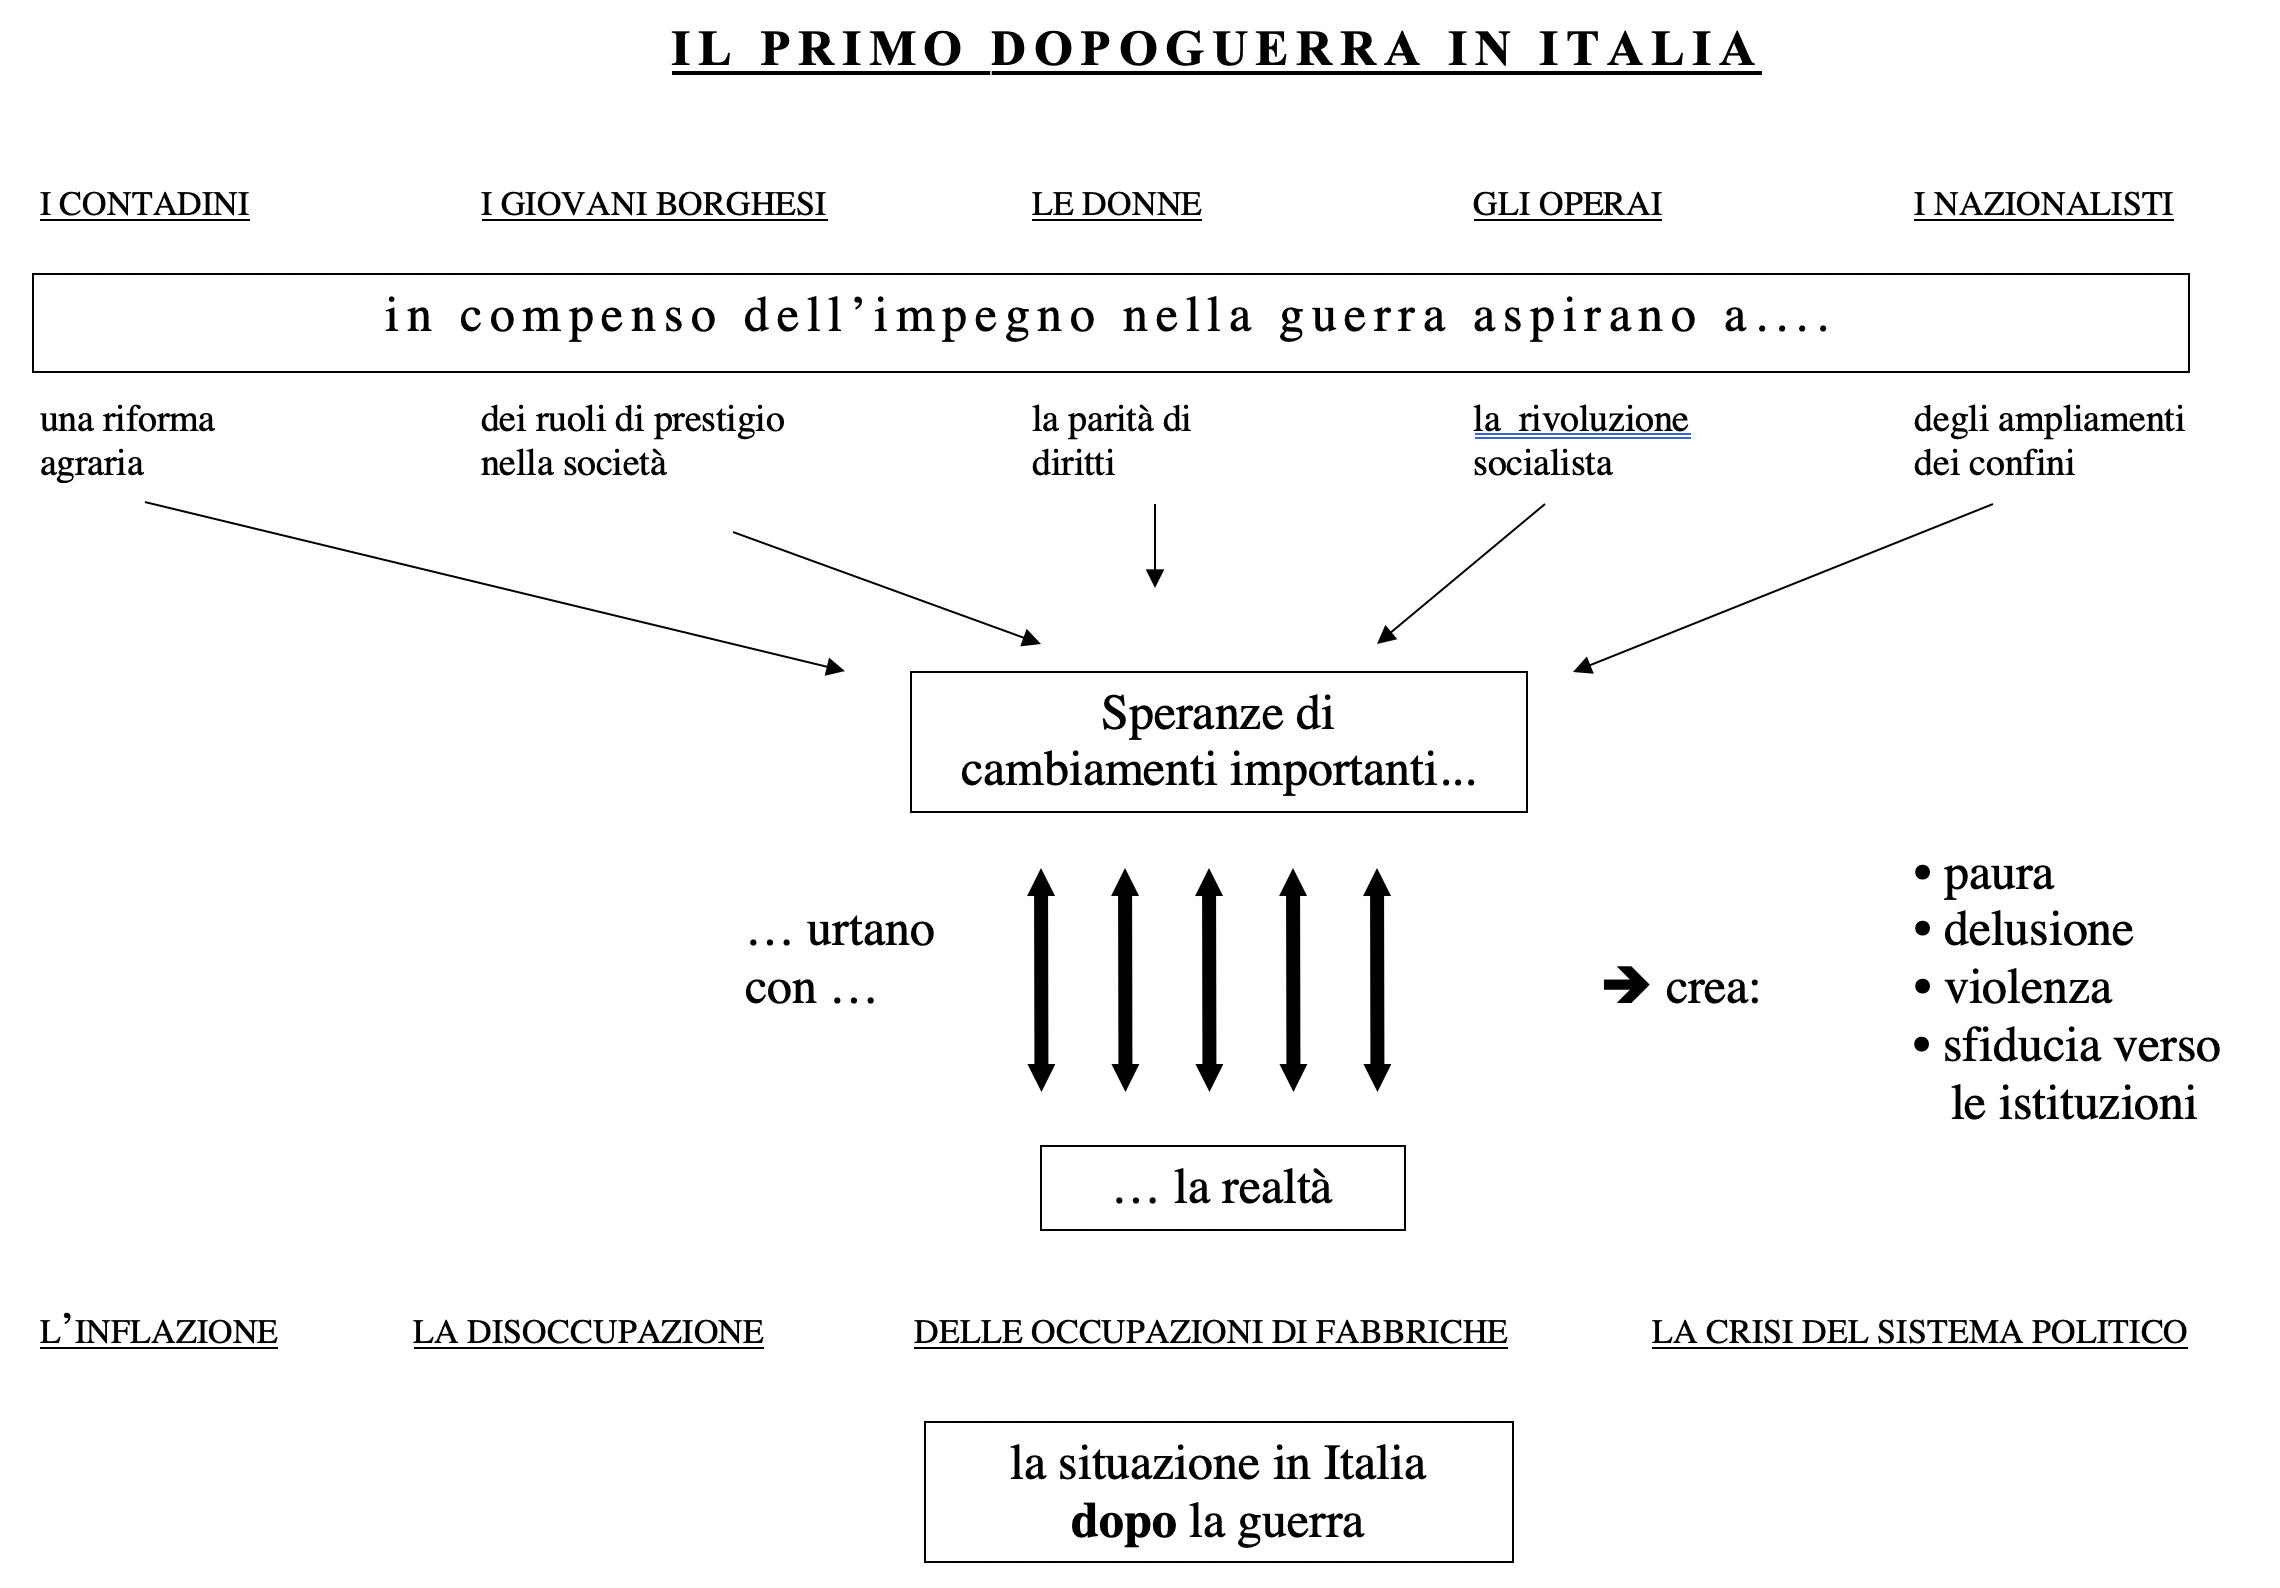 IL PRIMO DOPOGUERRA IN ITALIA
I CONTADINI
I GIOVANI BORGHESI
LE DONNE
GLI OPERAI
I NAZIONALISTI
in compenso dell’impegno nella guerra aspirano a….
una riforma
agraria
dei ruoli di prestigio
nella società
la parità di
diritti
la  rivoluzione
socialista
degli ampliamenti
dei confini
Speranze di
cambiamenti importanti...
… urtano
con …
➔ crea:
• paura
• delusione
• violenza
• sfiducia verso
le istituzioni
… la realtà
L’INFLAZIONE
LA DISOCCUPAZIONE
DELLE OCCUPAZIONI DI FABBRICHE
LA CRISI DEL SISTEMA POLITICO
la situazione in Italia
dopo la guerra